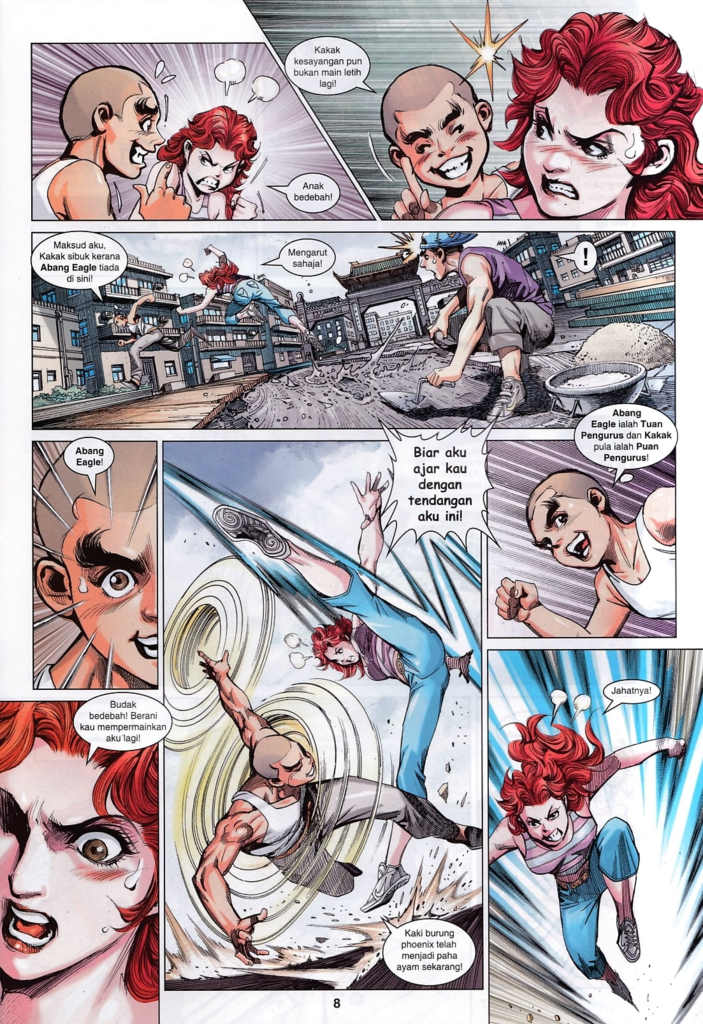 Kakak
kesayangan pun
bukan main letih
lagi!
Anak
bedebah!
Maksud aku,
Kakak sibuk kerana
Abang Eagle tiada
di sini!
Mengarut
sahaja!
!
Abang
Eagle ialah Tuan
Pengurus dan Kakak
pula ialah Puan
Pengurus!
Abang
Eagle!
Biar aku
ajar kau
dengan
tendangan
aku ini!
Jahatnya!
Budak
bedebah! Berani
kau mempermainkan
aku lagi!
Kaki burung
phoenix telah
menjadi paha
ayam sekarang!
8